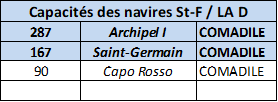 Capacités des navires St-F / LA D
287 Archipel I COMADILE
167 Saint-Germain COMADILE
90 Capo Rosso COMADILE